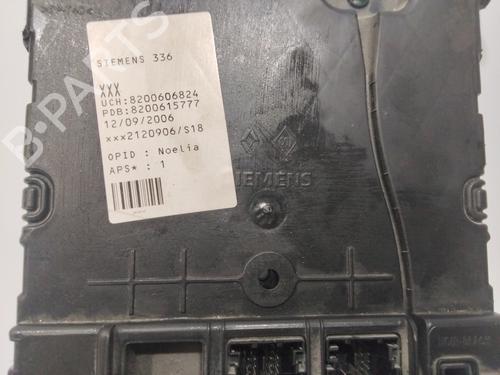 SIEMENS 336
XXX
UCH:8200606824
PDB:8200615777
12/09/2006
xxx2120906/S18
OPID : Noelia
APS* : 1
SIEMENS
B-PARTS